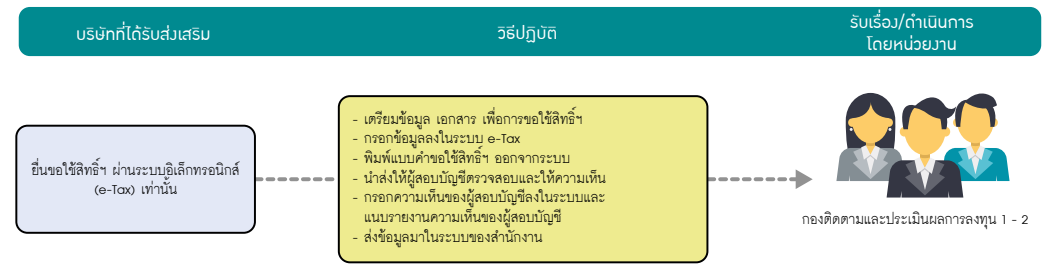 บริษัทที่ได้รับส่งเสริม
วิธีปฏิบัติ
รับเรื่อง/ดำเนินการ
โดยหน่วยงาน
ยื่นขอใช้สิทธิ์ฯ ผ่านระบบอิเล็กทรอนิกส์
(e-Tax) เท่านั้น
- เตรียมข้อมูล เอกสาร เพื่อการขอใช้สิทธิ์ฯ
- กรอกข้อมูลลงในระบบ e-Tax
- พิมพ์แบบคำขอใช้สิทธิ์ฯ ออกจากระบบ
- นำส่งให้ผู้สอบบัญชีตรวจสอบและให้ความเห็น
- กรอกความเห็นของผู้สอบบัญชีลงในระบบและ
แนบรายงานความเห็นของผู้สอบบัญชี
- ส่งข้อมูลมาในระบบของสำนักงาน
กองติดตามและประเมินผลการลงทุน 1 - 2